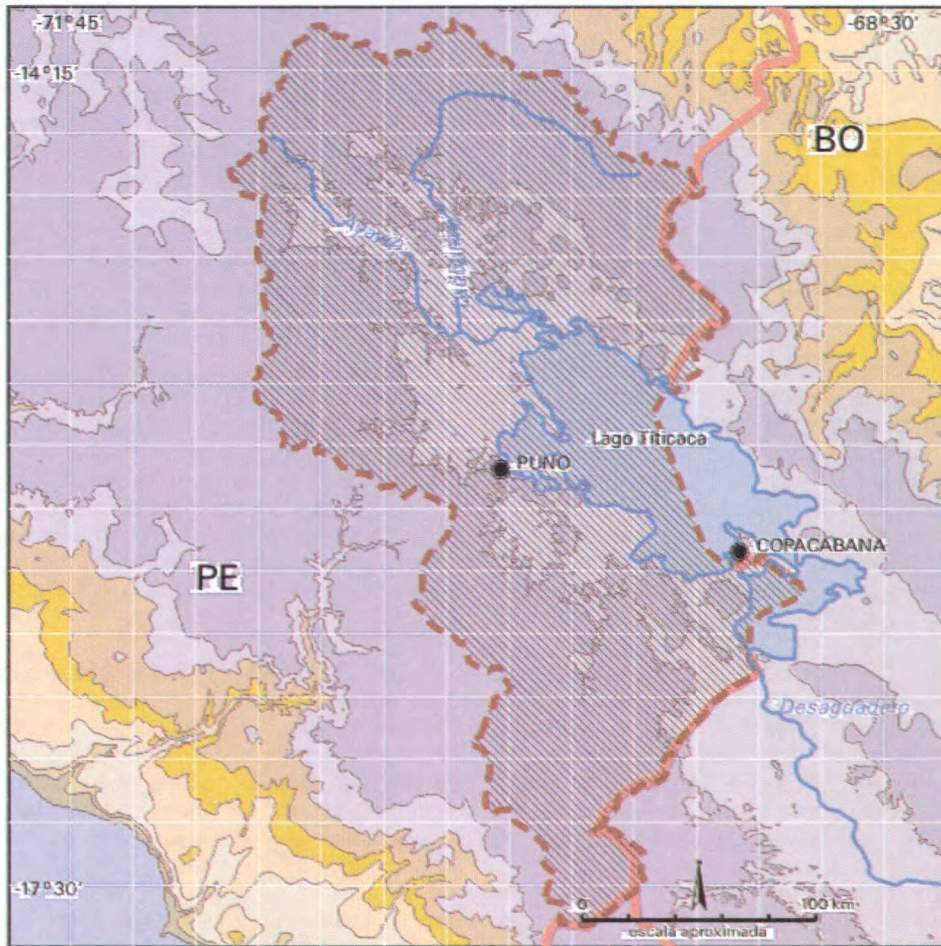 -71°45'
-68°30'
-14°15'
BO
Lago Titicaca
PUNO
COPACABANA
PE
Desaguadero
-17°30'
0
100 km
escala aproximada